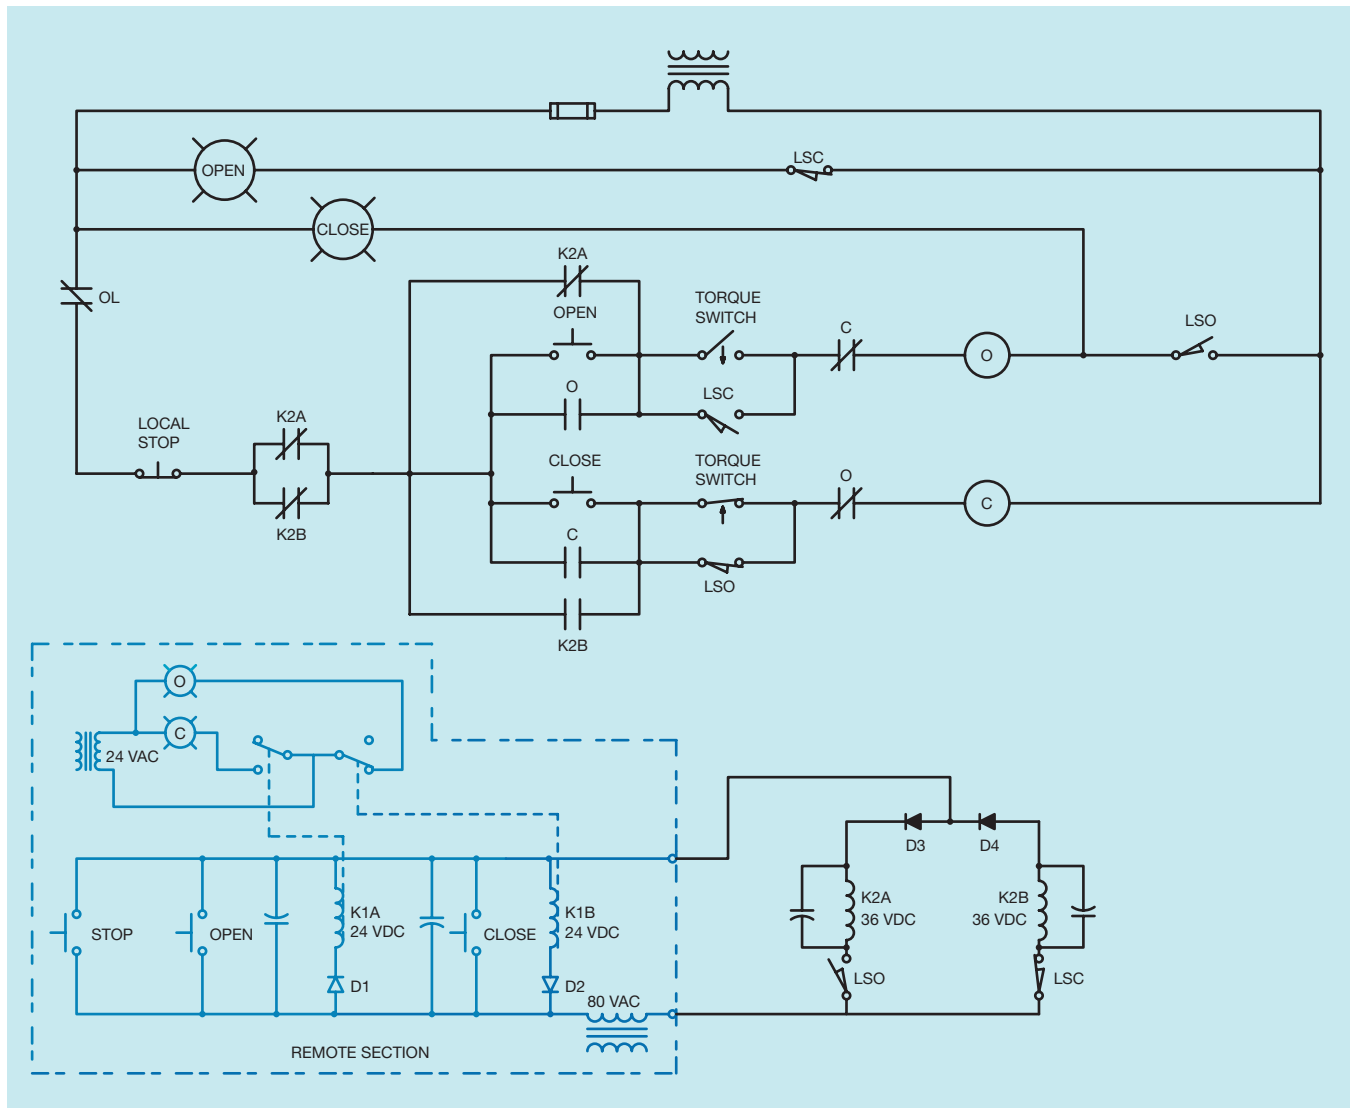 LSC
OPEN
CLOSE
K2A
OL
OPEN
TORQUE
SWITCH
C
LSO
O
O
LSC
LOCAL
STOP
K2A
CLOSE
TORQUE
SWITCH
O
C
K2B
C
LSO
K2B
O
C
24 VAC
D3
D4
K2A
36 VDC
K2B
36 VDC
K1A
24 VDC
K1B
24 VDC
STOP
OPEN
CLOSE
LSO
LSC
D1
D2
80 VAC
REMOTE SECTION